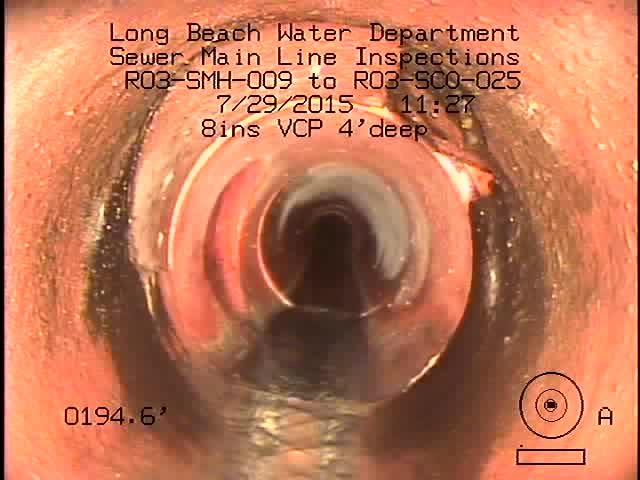 Long Beach Water Department
Sewer Main Line Inspections
R03-SMH-009 to R03-SCO-025
7/29/2015 11:27
8ins VCP 4'deep
0194.6'
A